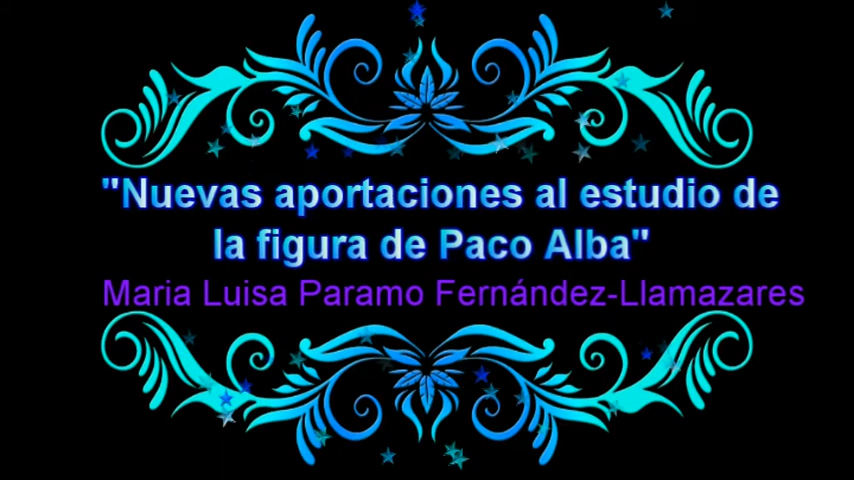 "Nuevas aportaciones al estudio de
la figura de Paco Alba"
Maria Luisa Paramo Fernández-Llamazares